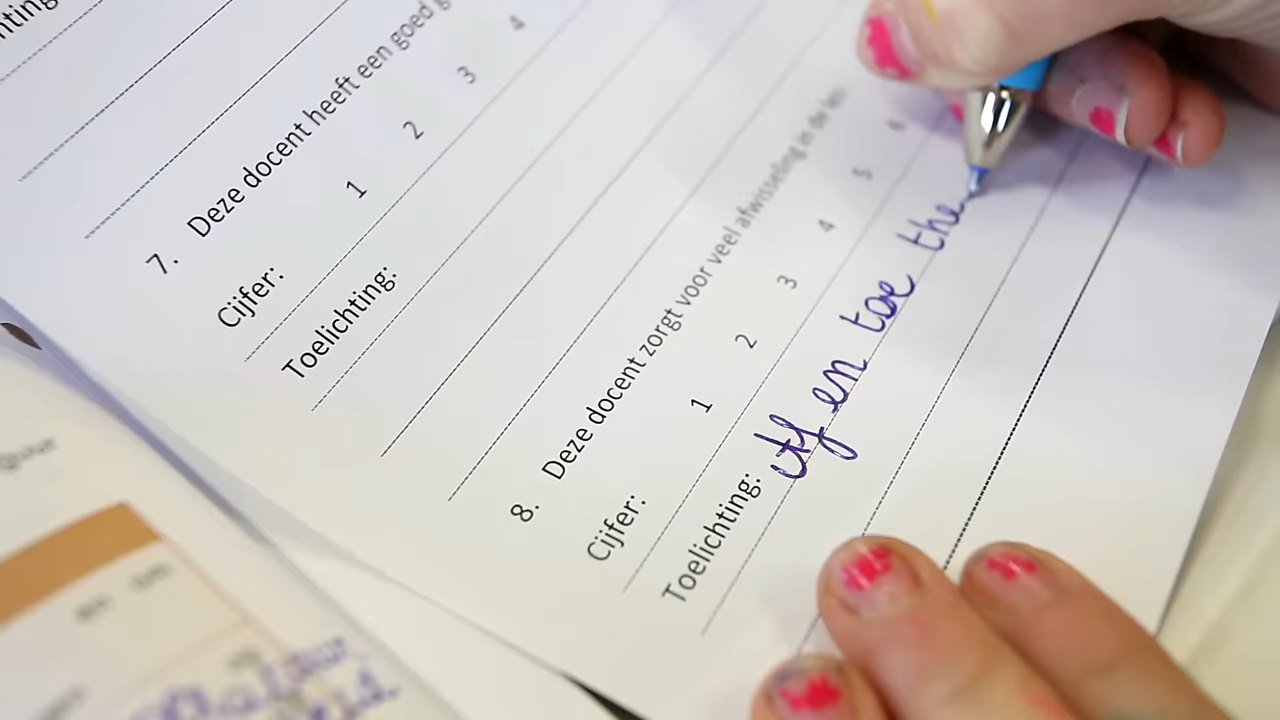 7. Deze docent heeft een goed
Cijfer: 1 2 3 4
Toelichting:
8. Deze docent zorgt voor veel afwisseling in de les
Cijfer: 1 2 3 4 5 6
Toelichting: af en toe the